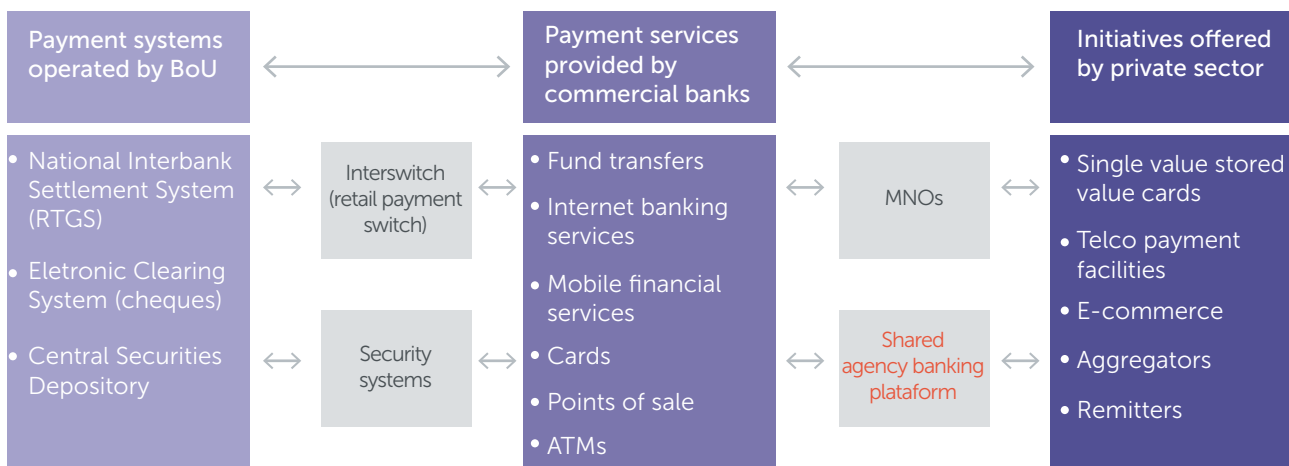 Payment systems
operated by BoU
Payment services
provided by
commercial banks
Initiatives offered
by private sector
• National Interbank
Settlement System
(RTGS)
• Eletronic Clearing
System (cheques)
• Central Securities
Depository
Interswitch
(retail payment
switch)
Security
systems
• Fund transfers
• Internet banking
services
• Mobile financial
services
• Cards
• Points of sale
• ATMs
MNOs
Shared
agency banking
plataform
• Single value stored
value cards
• Telco payment
facilities
• E-commerce
• Aggregators
• Remitters